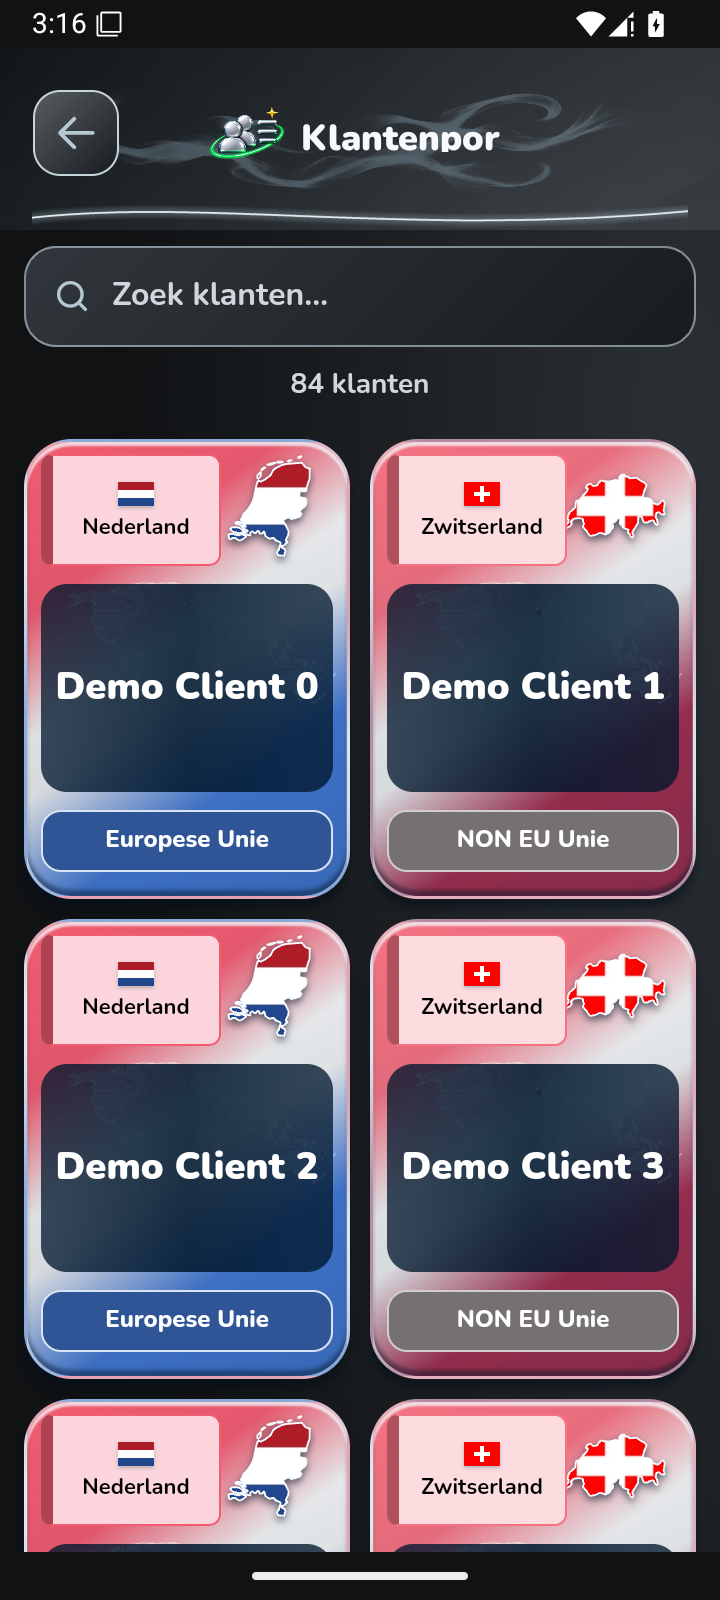 3:16
Klantenpor
Zoek klanten...
84 klanten
Nederland
Zwitserland
Demo Client 0
Demo Client 1
Europese Unie
NON EU Unie
Nederland
Zwitserland
Demo Client 2
Demo Client 3
Europese Unie
NON EU Unie
Nederland
Zwitserland